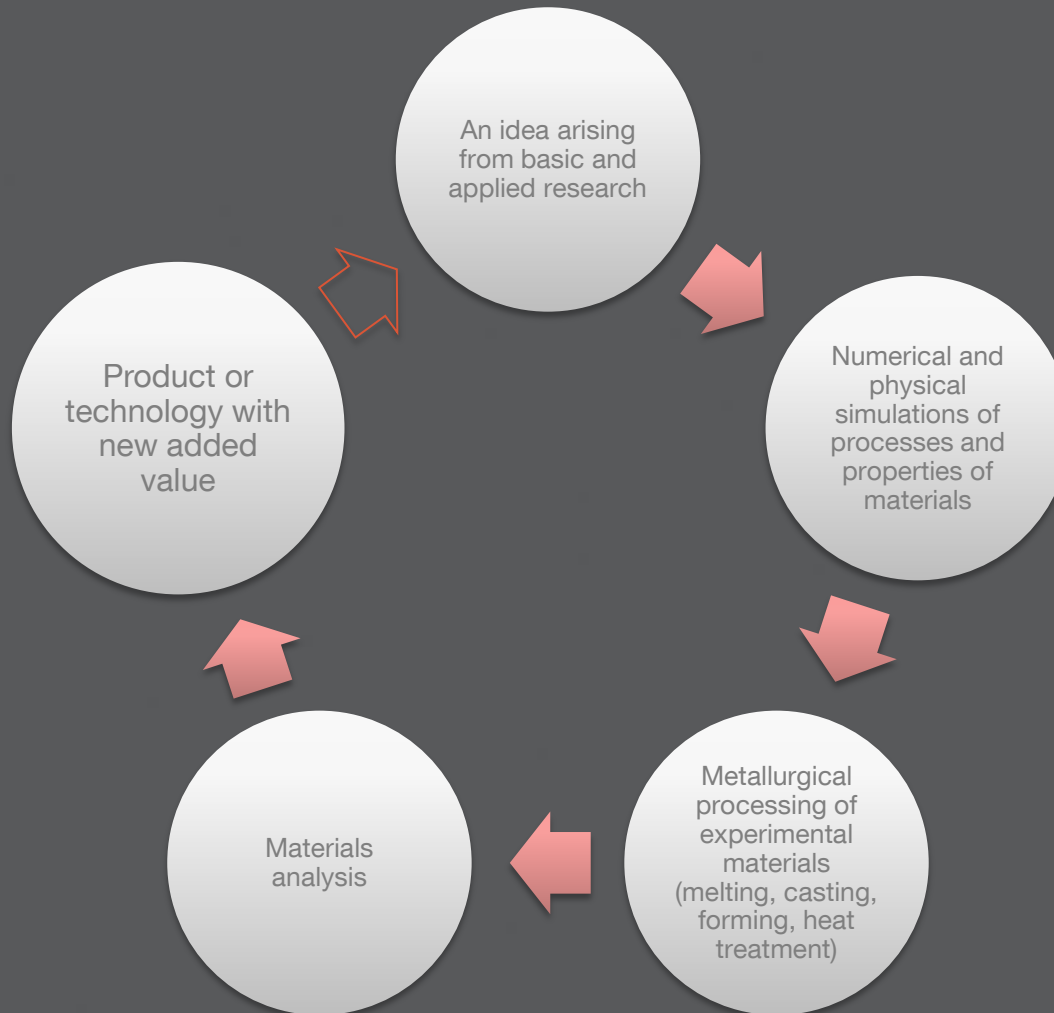 An idea arising
from basic and
applied research
Numerical and
physical
simulations of
processes and
properties of
materials
Metallurgical
processing of
experimental
materials
(melting, casting,
forming, heat
treatment)
Materials
analysis
Product or
technology with
new added
value